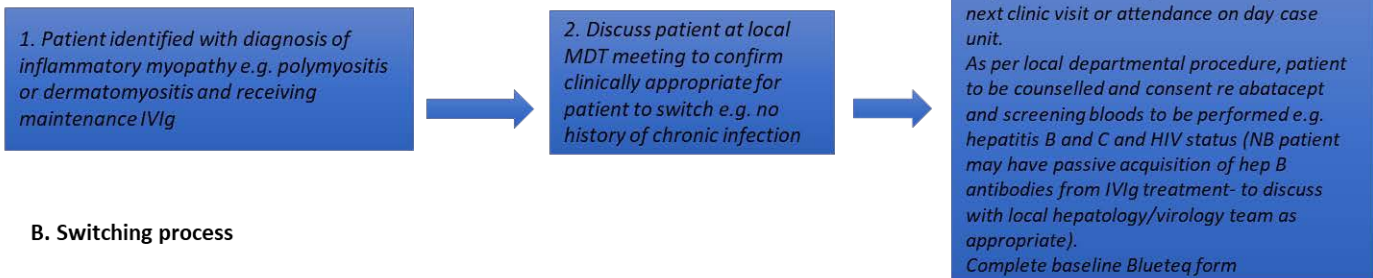 1. Patient identified with diagnosis of
inflammatory myopathy e.g. polymyositis
or dermatomyositis and receiving
maintenance IVIg
2. Discuss patient at local
MDT meeting to confirm
clinically appropriate for
patient to switch e.g. no
history of chronic infection
next clinic visit or attendance on day case
unit.
As per local departmental procedure, patient
to be counselled and consent re abatacept
and screening bloods to be performed e.g.
hepatitis B and C and HIV status (NB patient
may have passive acquisition of hep B
antibodies from IVIg treatment- to discuss
with local hepatology/virology team as
appropriate).
Complete baseline Blueteq form
B. Switching process